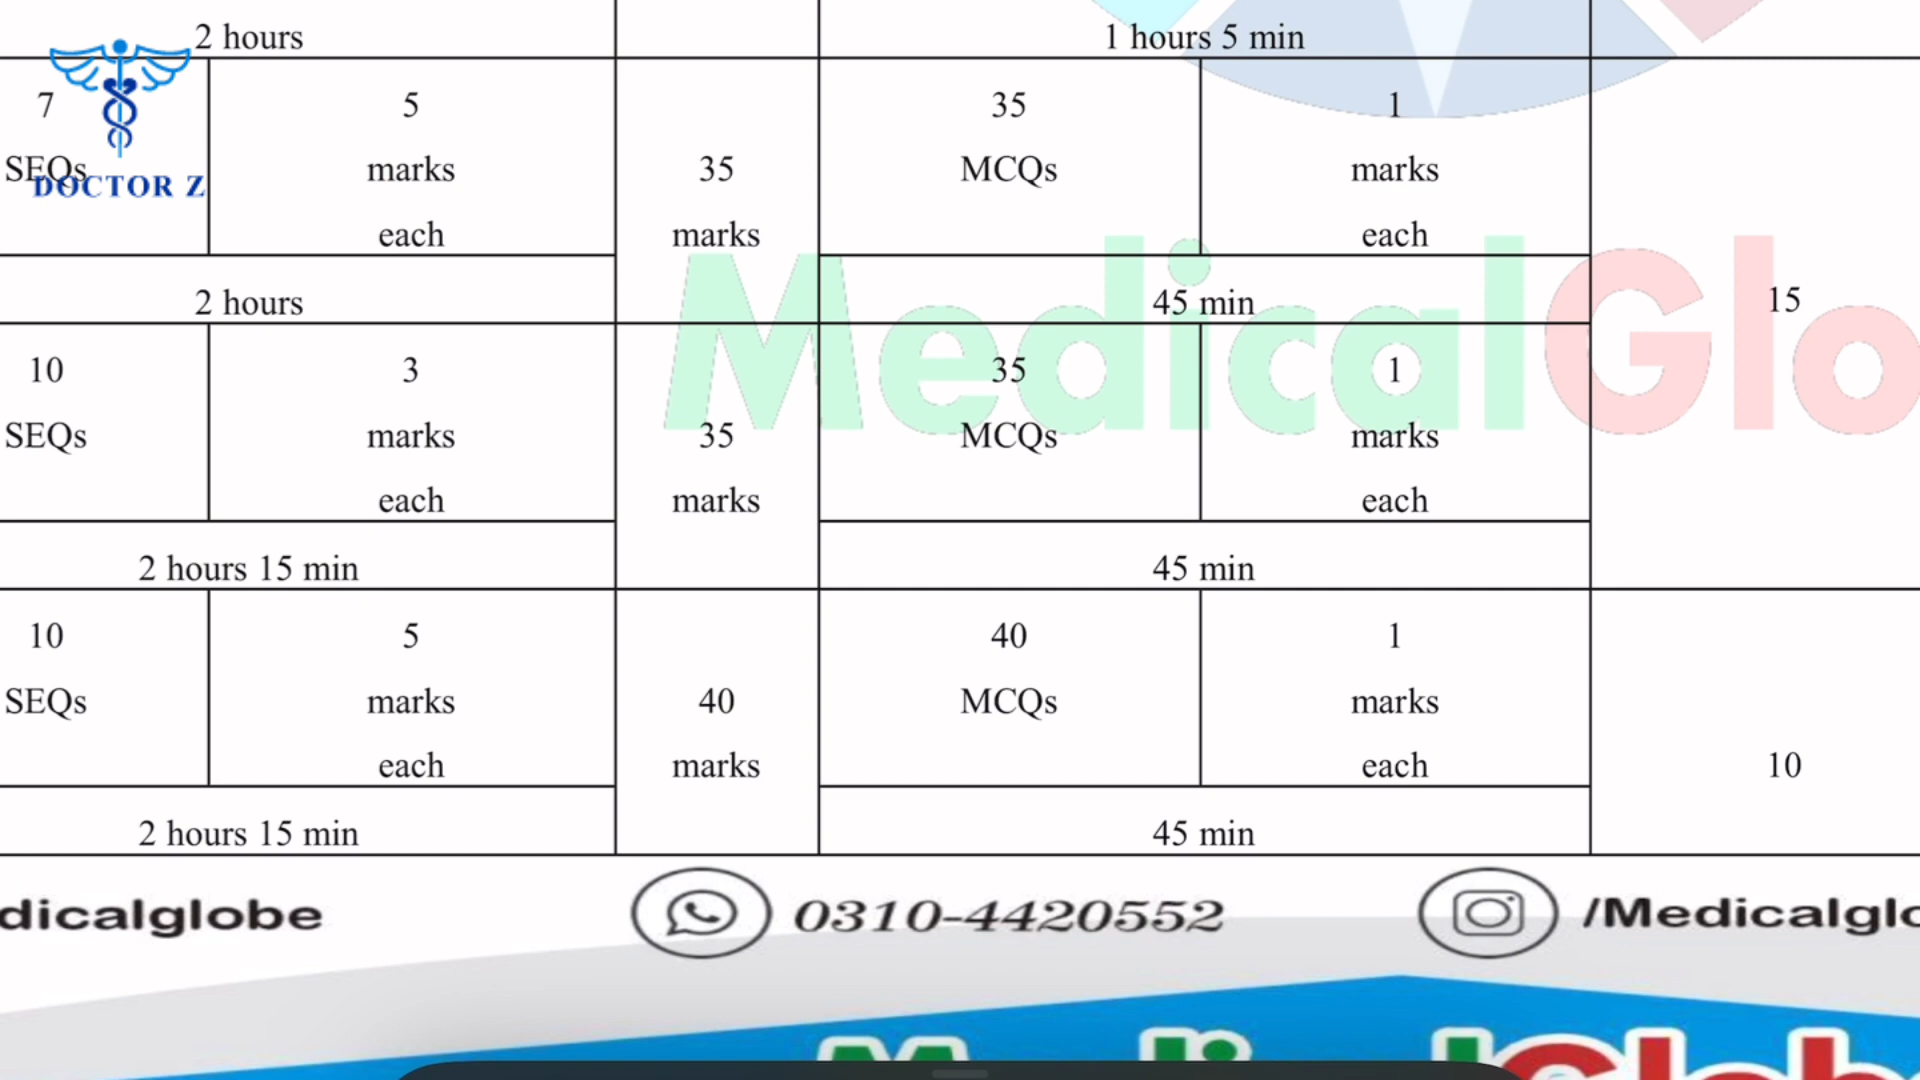 2 hours
1 hours 5 min
7
SEQs
5
marks
each
35
marks
35
MCQs
1
marks
each
2 hours
45 min
15
10
SEQs
3
marks
each
35
marks
35
MCQs
1
marks
each
2 hours 15 min
45 min
10
SEQs
5
marks
each
40
marks
40
MCQs
1
marks
each
10
2 hours 15 min
45 min
DOCTOR Z
MedicalGlo
dicalglobe
0310-4420552
/Medicalglo